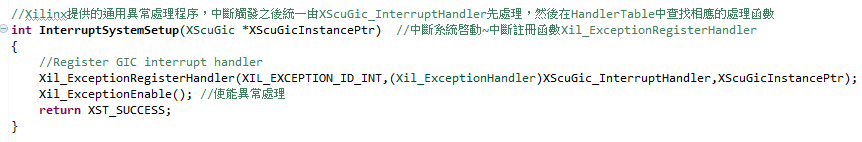 //Xilinx提供的通用異常處理程序，中斷觸發之後統一由XScuGic_InterruptHandler先處理，然後在HandlerTable中查找相應的處理函數
int InterruptSystemSetup(XScuGic *XScuGicInstancePtr)  //中斷系統啓動~中斷註冊函數Xil_ExceptionRegisterHandler
{
    //Register GIC interrupt handler
    Xil_ExceptionRegisterHandler(XIL_EXCEPTION_ID_INT,(Xil_ExceptionHandler)XScuGic_InterruptHandler,XScuGicInstancePtr);
    Xil_ExceptionEnable(); //使能異常處理
    return XST_SUCCESS;
}